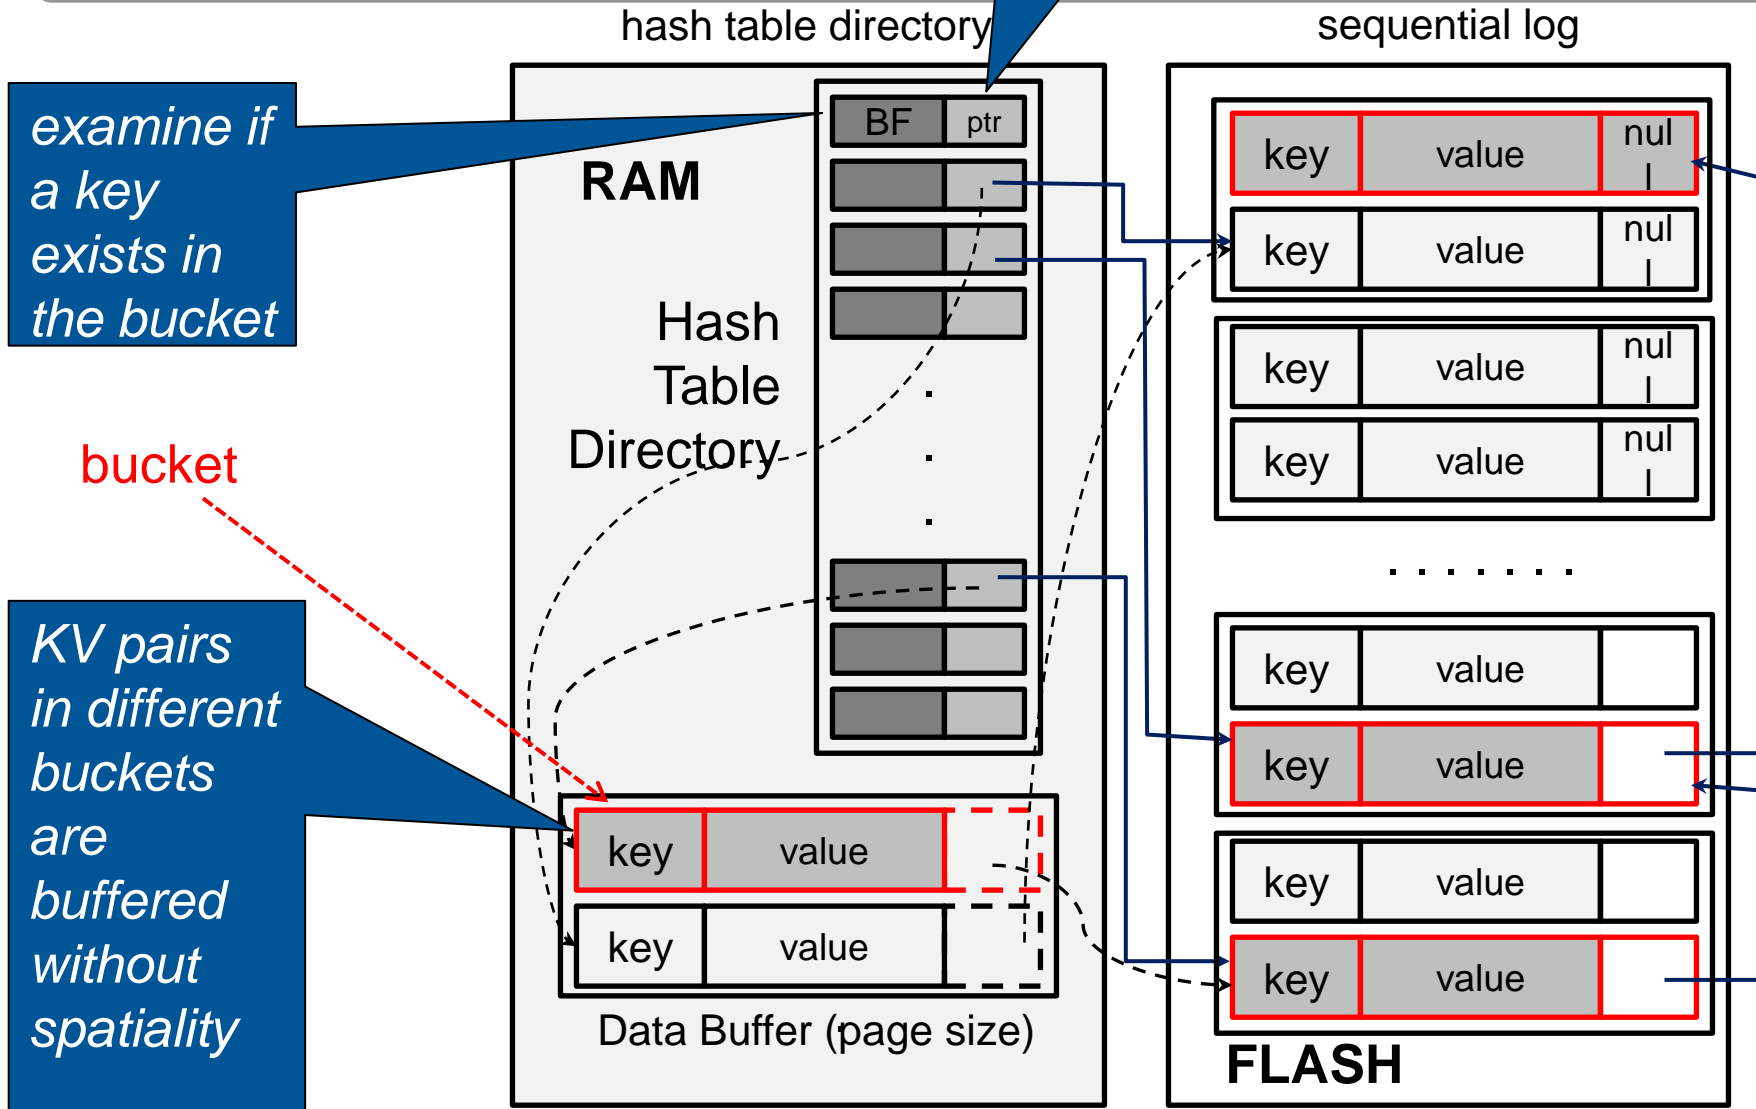 hash table directory
sequential log
examine if
a key
exists in
the bucket
RAM
BF
ptr
Hash
Table
Directory
.
.
.
bucket
KV pairs
in different
buckets
are
buffered
without
spatiality
key value
key value
Data Buffer (page size)
key value nul
l
key value nul
l
key value nul
l
key value nul
l
. . . . . . .
key value
key value
key value
key value
FLASH